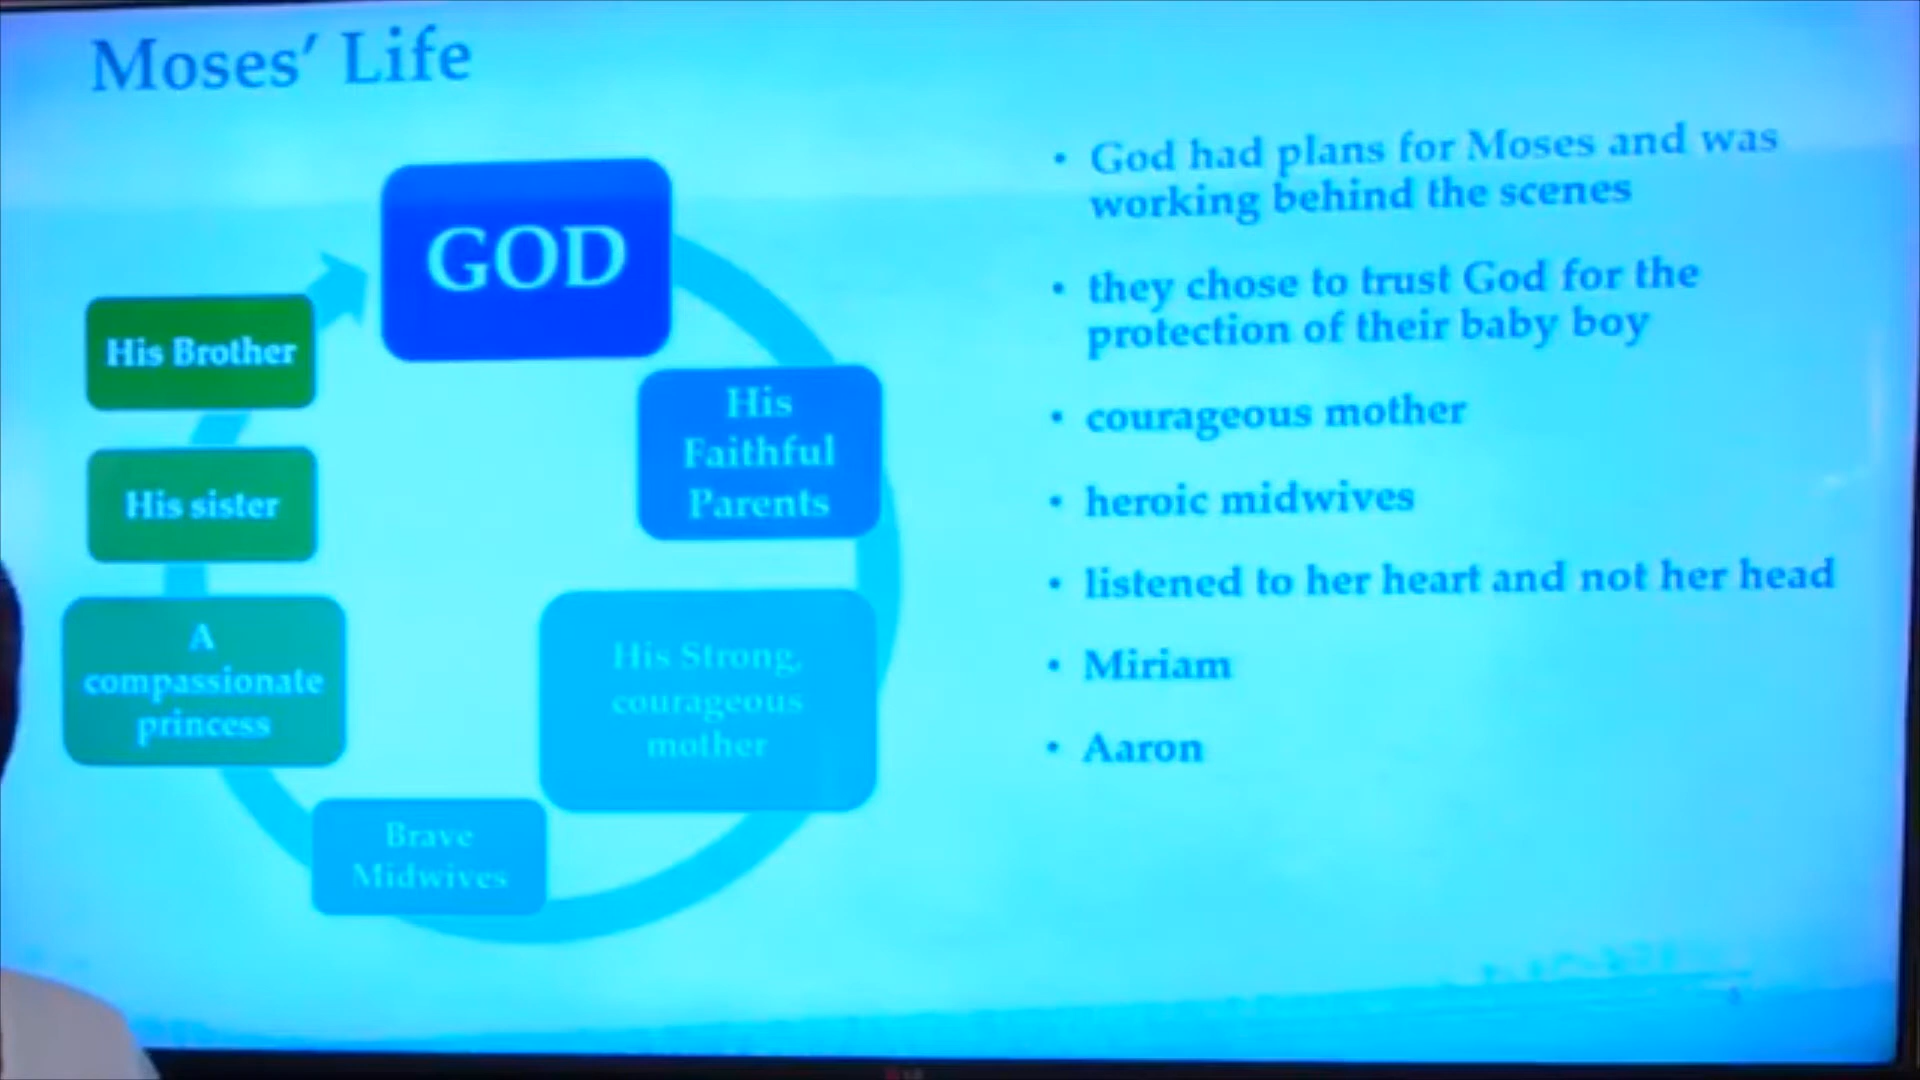 Moses' Life
GOD
His
Faithful
Parents
His Strong,
courageous
mother
Brave
Midwives
A
compassionate
princess
His sister
His Brother
• God had plans for Moses and was
working behind the scenes
• they chose to trust God for the
protection of their baby boy
• courageous mother
• heroic midwives
• listened to her heart and not her head
• Miriam
• Aaron